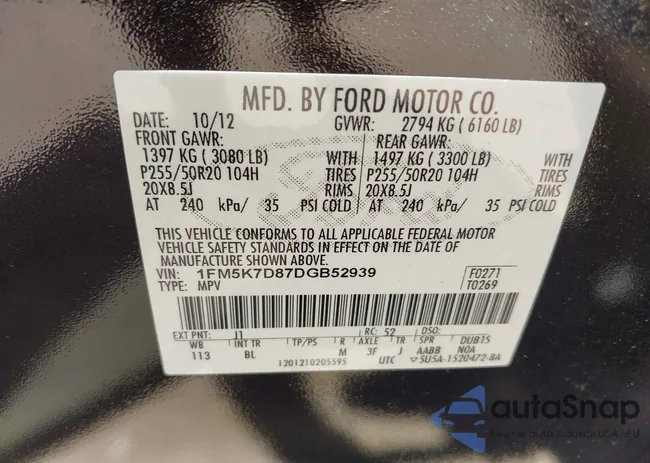 MFD. BY FORD MOTOR CO.
DATE: 10/12 GVWR: 2794 KG ( 6160 LB)
FRONT GAWR: REAR GAWR:
1397 KG ( 3080 LB) WITH 1497 KG ( 3300 LB) WITH
P255/50R20 104H TIRES P255/50R20 104H TIRES
20X8.5J RIMS 20X8.5J RIMS
AT 240 kPa/ 35 PSI COLD AT 240 kPa/ 35 PSI COLD
THIS VEHICLE CONFORMS TO ALL APPLICABLE FEDERAL MOTOR
VEHICLE SAFETY STANDARDS IN EFFECT ON THE DATE OF
MANUFACTURE SHOWN ABOVE.
VIN: 1FM5K7D87DGB52939 F0271
TYPE: MPV T0269
EXT PNT: J1 RC: 52 DSO:
WB INT TR TP/PS R AXLE TR SPR DUB15
113 BL M 3F J AABB NOA
1201210205595 UTC 5U5A-1520472-BA
autoSnap